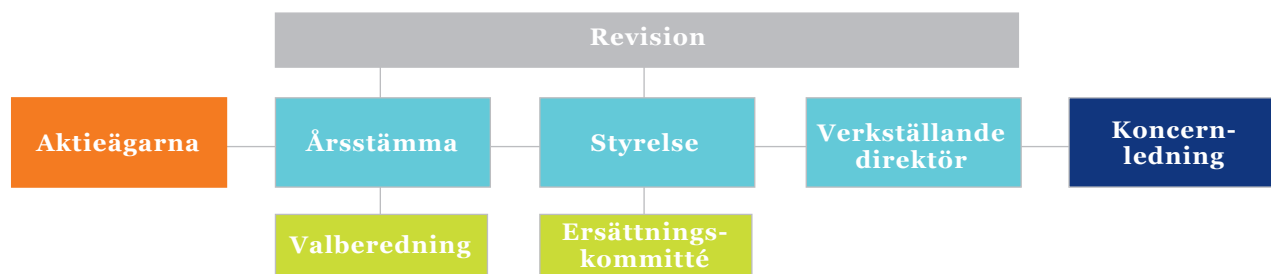 Revision
Aktieägarna
Årsstämma
Styrelse
Verkställande
direktör
Koncern-
ledning
Valberedning
Ersättnings-
kommitté